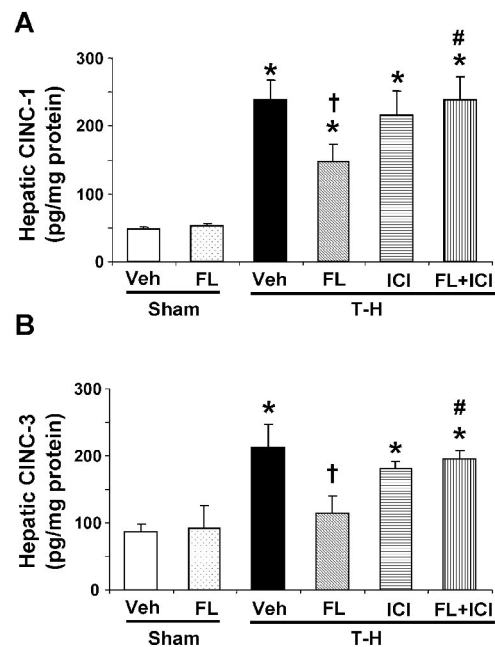 A
Hepatic CINC-1
(pg/mg protein)
300
200
100
0
* † * * # *
Veh FL Veh FL ICI FL+ICI
Sham T-H
B
Hepatic CINC-3
(pg/mg protein)
300
200
100
0
* † * # *
Veh FL Veh FL ICI FL+ICI
Sham T-H